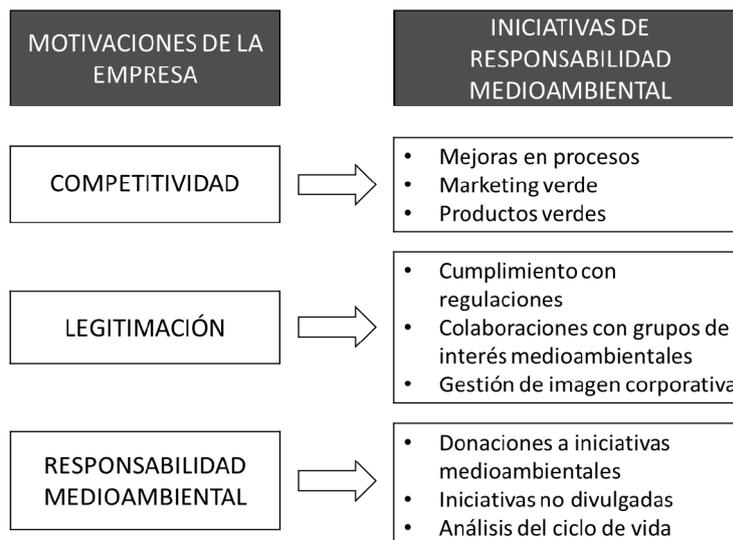 MOTIVACIONES DE LA
EMPRESA
INICIATIVAS DE
RESPONSABILIDAD
MEDIOAMBIENTAL
COMPETITIVIDAD
• Mejoras en procesos
• Marketing verde
• Productos verdes
LEGITIMACIÓN
• Cumplimiento con
regulaciones
• Colaboraciones con grupos de
interés medioambientales
• Gestión de imagen corporativa
RESPONSABILIDAD
MEDIOAMBIENTAL
• Donaciones a iniciativas
medioambientales
• Iniciativas no divulgadas
• Análisis del ciclo de vida